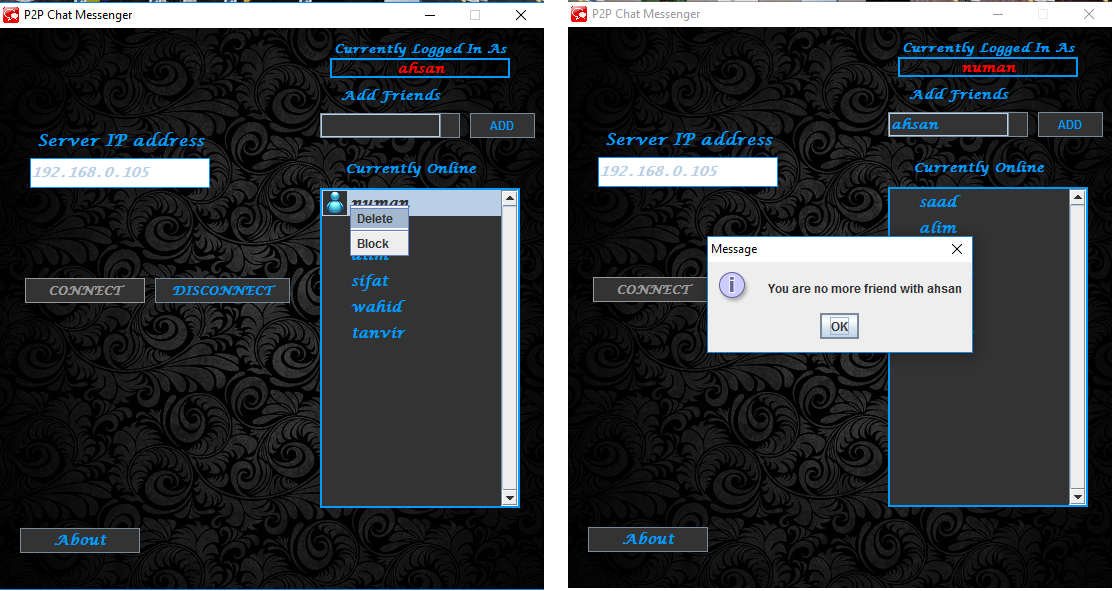 P2P Chat Messenger
Currently Logged In As
ahsan
Add Friends
ADD
Server IP address
192.168.0.105
Currently Online
numan
Delete
Block
alim
sifat
wahid
tanvir
CONNECT
DISCONNECT
About
P2P Chat Messenger
Currently Logged In As
numan
Add Friends
ahsan
ADD
Server IP address
192.168.0.105
Currently Online
saad
alim
CONNECT
Message
You are no more friend with ahsan
OK
About